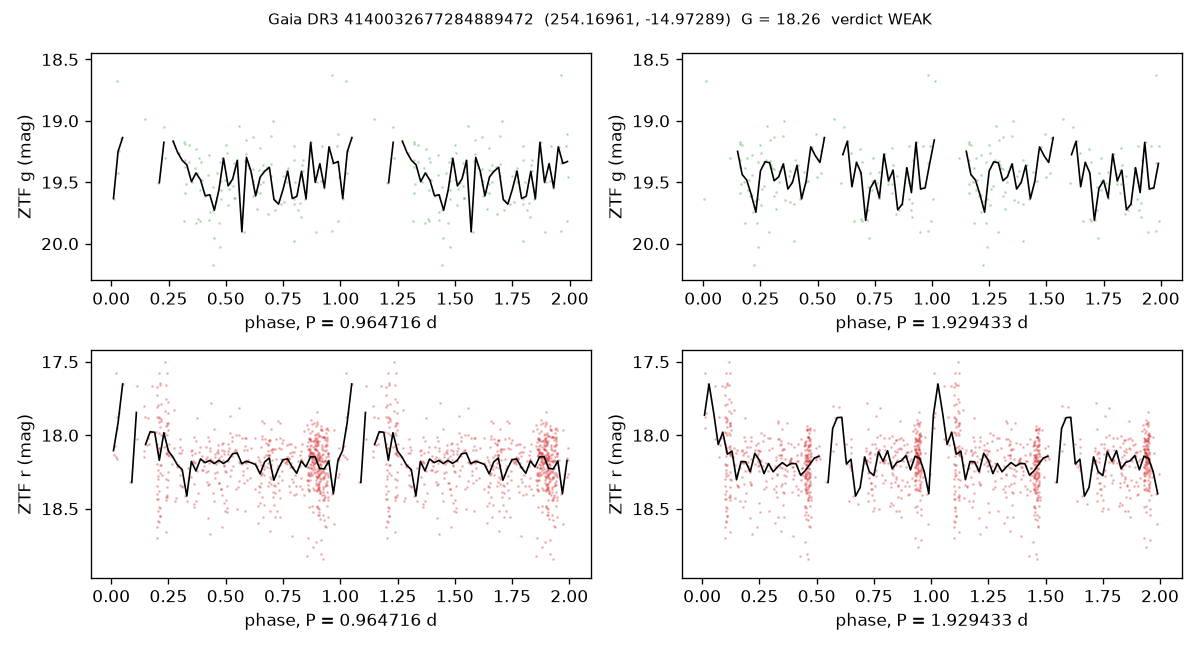 Gaia DR3 4140032677284889472 (254.16961, -14.97289) G = 18.26 verdict WEAK
ZTF g (mag)
18.5
19.0
19.5
20.0
0.00 0.25 0.50 0.75 1.00 1.25 1.50 1.75 2.00
phase, P = 0.964716 d
ZTF g (mag)
18.5
19.0
19.5
20.0
0.00 0.25 0.50 0.75 1.00 1.25 1.50 1.75 2.00
phase, P = 1.929433 d
ZTF r (mag)
17.5
18.0
18.5
0.00 0.25 0.50 0.75 1.00 1.25 1.50 1.75 2.00
phase, P = 0.964716 d
ZTF r (mag)
17.5
18.0
18.5
0.00 0.25 0.50 0.75 1.00 1.25 1.50 1.75 2.00
phase, P = 1.929433 d